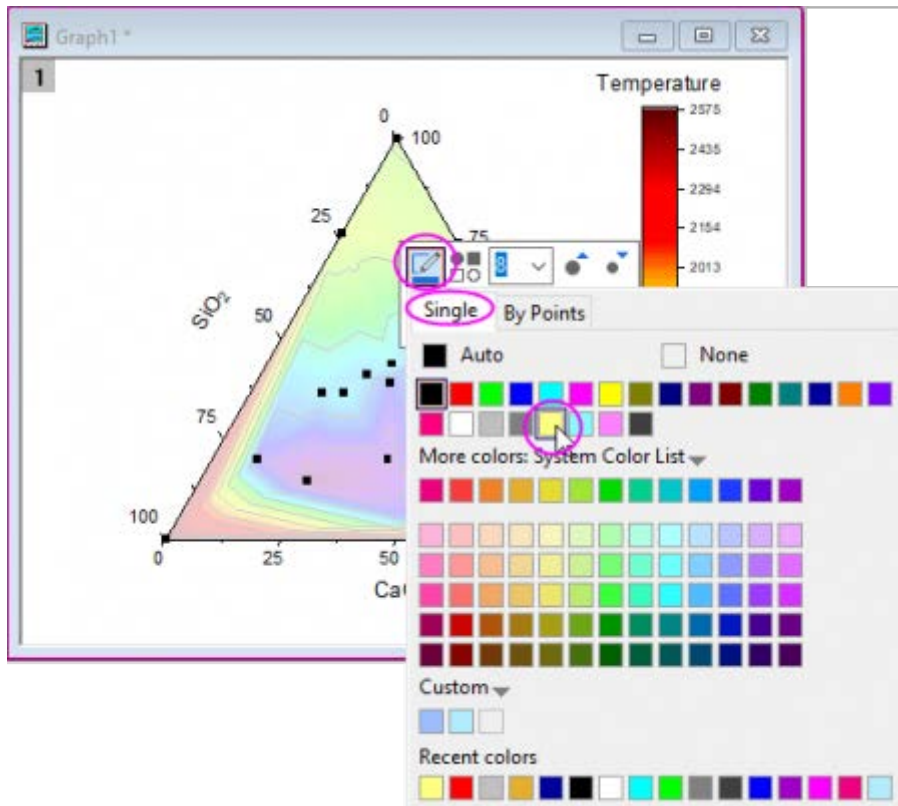 Graph1 *
1
Temperature
2575
2435
2294
2154
2013
0
100
25
75
SiO₂
50
75
100
0
25
50
8
Single
By Points
Auto
None
More colors: System Color List
Custom
Recent colors